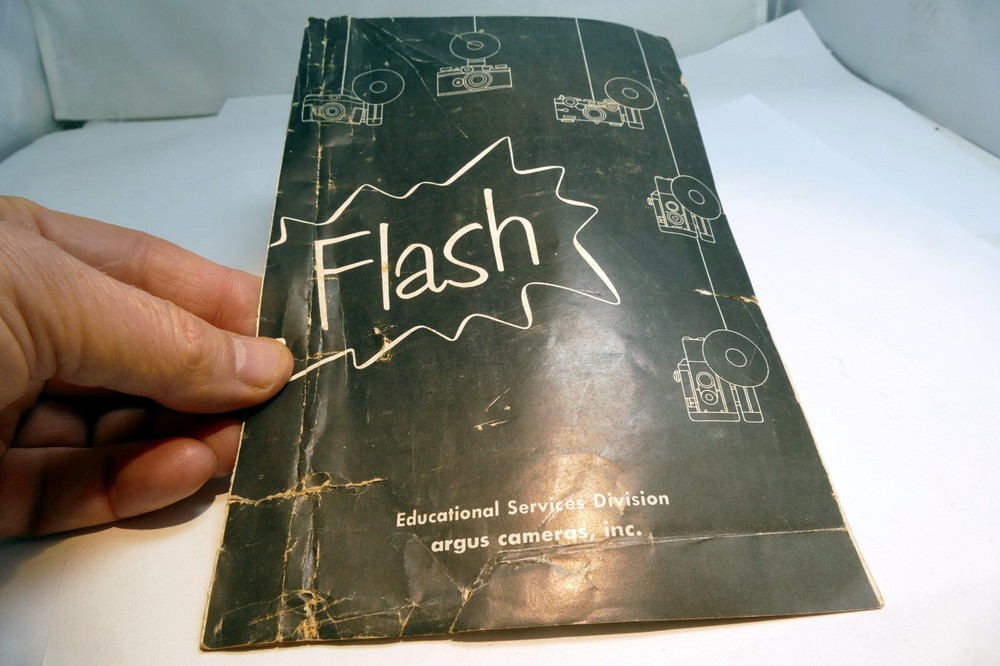 Flash
Educational Services Division
argus cameras, inc.